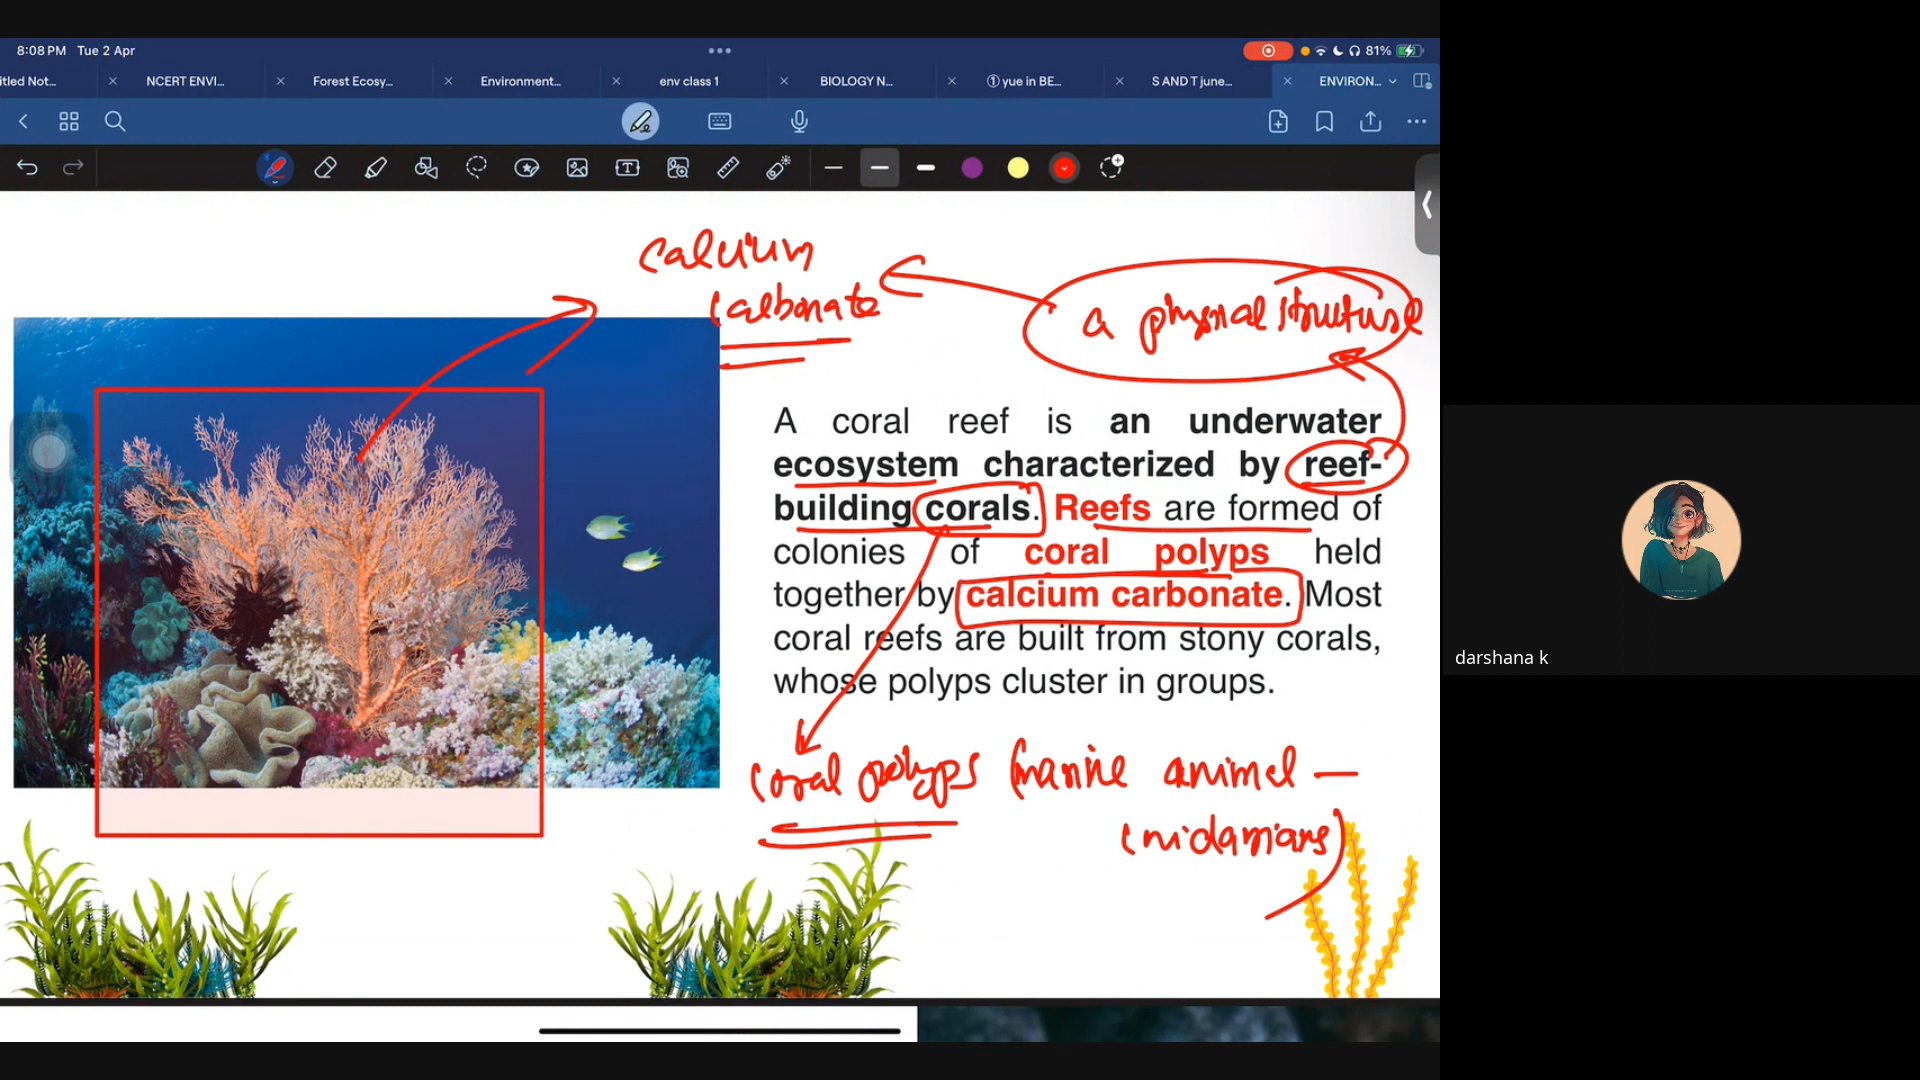 8:08 PM Tue 2 Apr
81%
itled Not...
NCERT ENVI...
Forest Ecosy...
Environment...
env class 1
BIOLOGY N...
① yue in BE...
S AND T june...
ENVIRON...
calcium
carbonate
a physical structure
A coral reef is an underwater
ecosystem characterized by reef-
building corals. Reefs are formed of
colonies of coral polyps held
together by calcium carbonate. Most
coral reefs are built from stony corals,
whose polyps cluster in groups.
coral polyps (marine animal —
cnidarians)
darshana k